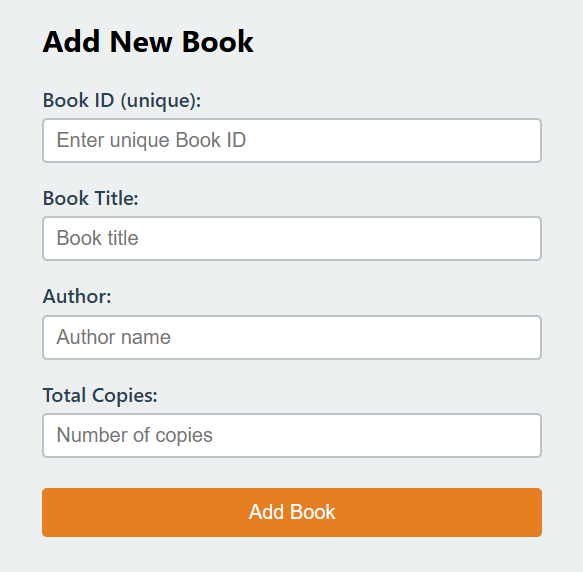 Add New Book
Book ID (unique):
Enter unique Book ID
Book Title:
Book title
Author:
Author name
Total Copies:
Number of copies
Add Book